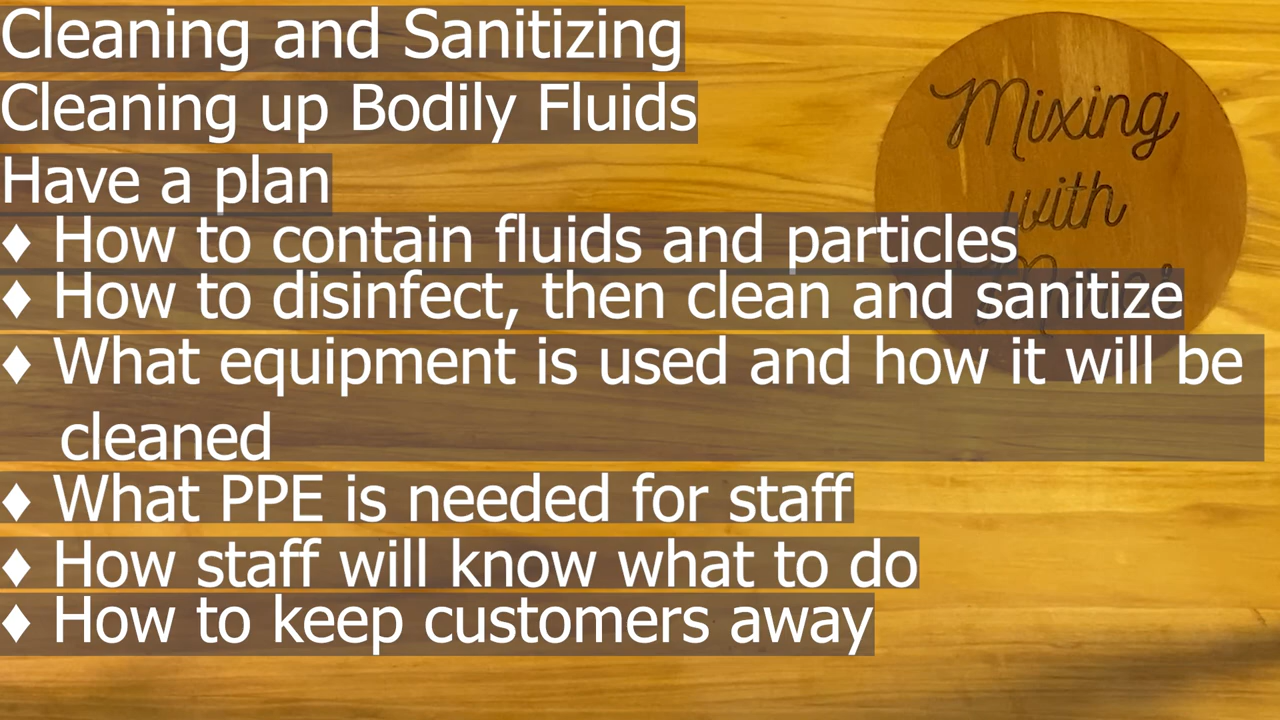 Cleaning and Sanitizing
Cleaning up Bodily Fluids
Have a plan
♦ How to contain fluids and particles
♦ How to disinfect, then clean and sanitize
♦ What equipment is used and how it will be
cleaned
♦ What PPE is needed for staff
♦ How staff will know what to do
♦ How to keep customers away
Mixing
with